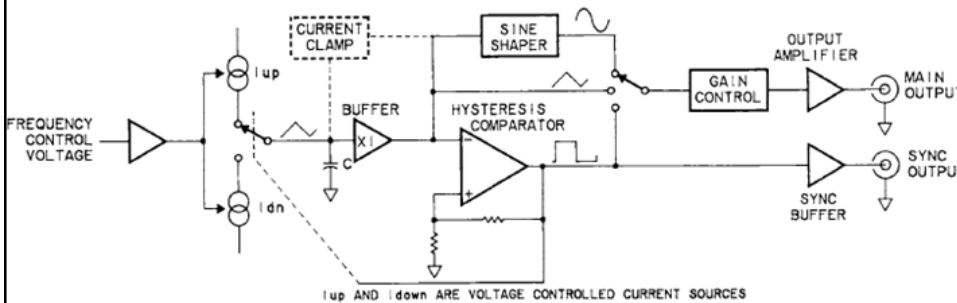 CURRENT
CLAMP
SINE
SHAPER
OUTPUT
AMPLIFIER
Iup
GAIN
CONTROL
MAIN
OUTPUT
BUFFER
X1
HYSTERESIS
COMPARATOR
FREQUENCY
CONTROL
VOLTAGE
C
−
+
SYNC
OUTPUT
Idn
SYNC
BUFFER
Iup AND Idown ARE VOLTAGE CONTROLLED CURRENT SOURCES